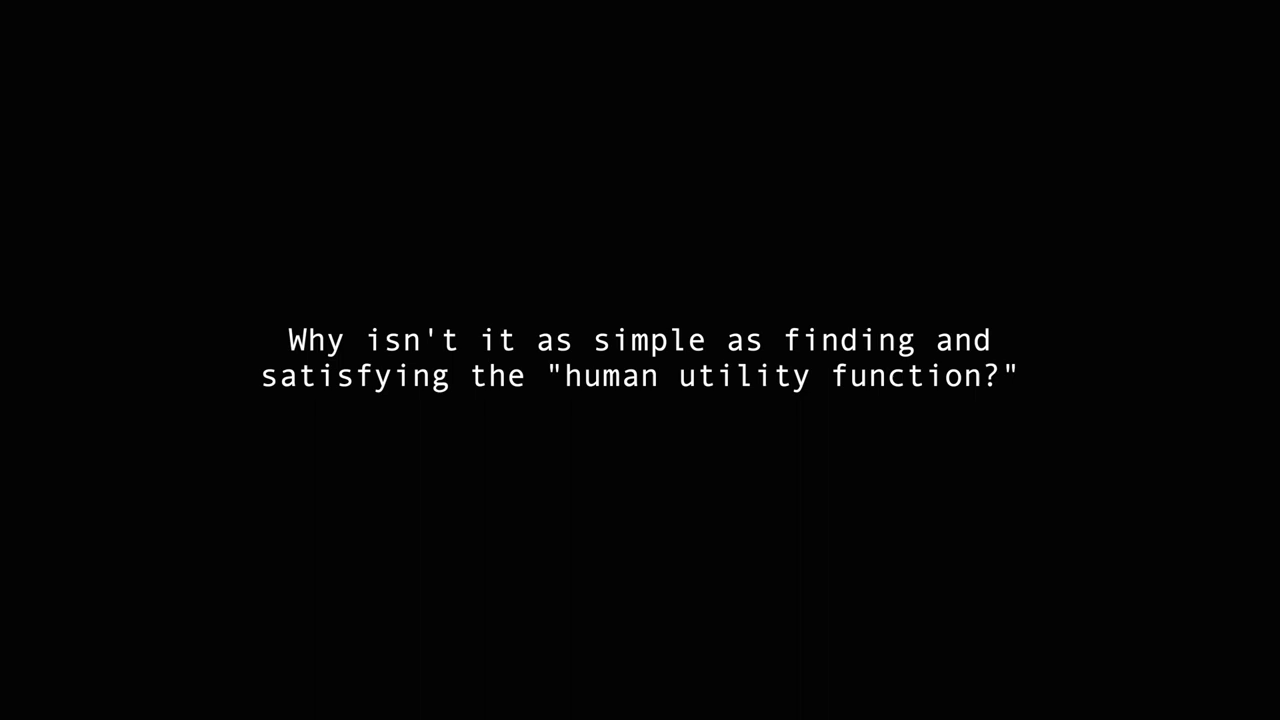 Why isn't it as simple as finding and
satisfying the "human utility function?"